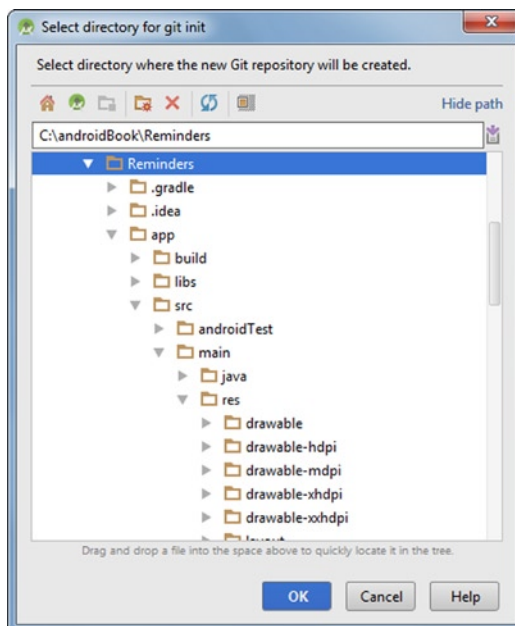 Select directory for git init
Select directory where the new Git repository will be created.
Hide path
C:\androidBook\Reminders
Reminders
.gradle
.idea
app
build
libs
src
androidTest
main
java
res
drawable
drawable-hdpi
drawable-mdpi
drawable-xhdpi
drawable-xxhdpi
Drag and drop a file into the space above to quickly locate it in the tree.
OK Cancel Help